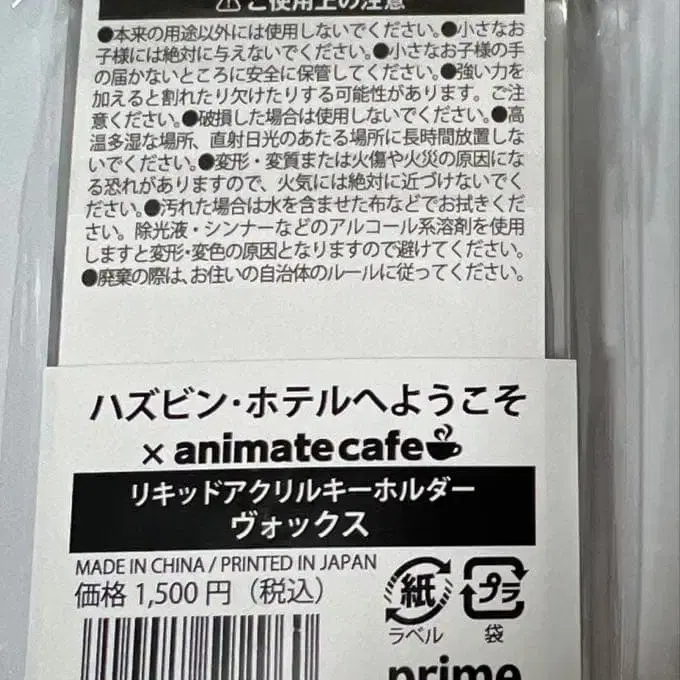 ⚠ご使用上の注意
●本来の用途以外には使用しないでください。●小さなお
子様には絶対に与えないでください。●小さなお子様の手
の届かないところに安全に保管してください。●強い力を
加えると割れたり欠けたりする可能性があります。ご注
意ください。●破損した場合は使用しないでください。●高
温多湿な場所、直射日光のあたる場所に長時間放置しな
いでください。●変形・変質または火傷や火災の原因にな
る恐れがありますので、火気には絶対に近づけないでく
ださい。●汚れた場合は水を含ませた布などでお拭きくだ
さい。除光液・シンナーなどのアルコール系溶剤を使用
しますと変形・変色の原因となりますので避けてください。
●廃棄の際は、お住いの自治体のルールに従ってください。
ハズビン・ホテルへようこそ
× animatecafe
リキッドアクリルキーホルダー
ヴォックス
MADE IN CHINA / PRINTED IN JAPAN
価格 1,500 円（税込）
紙
ラベル
プラ
袋
prime